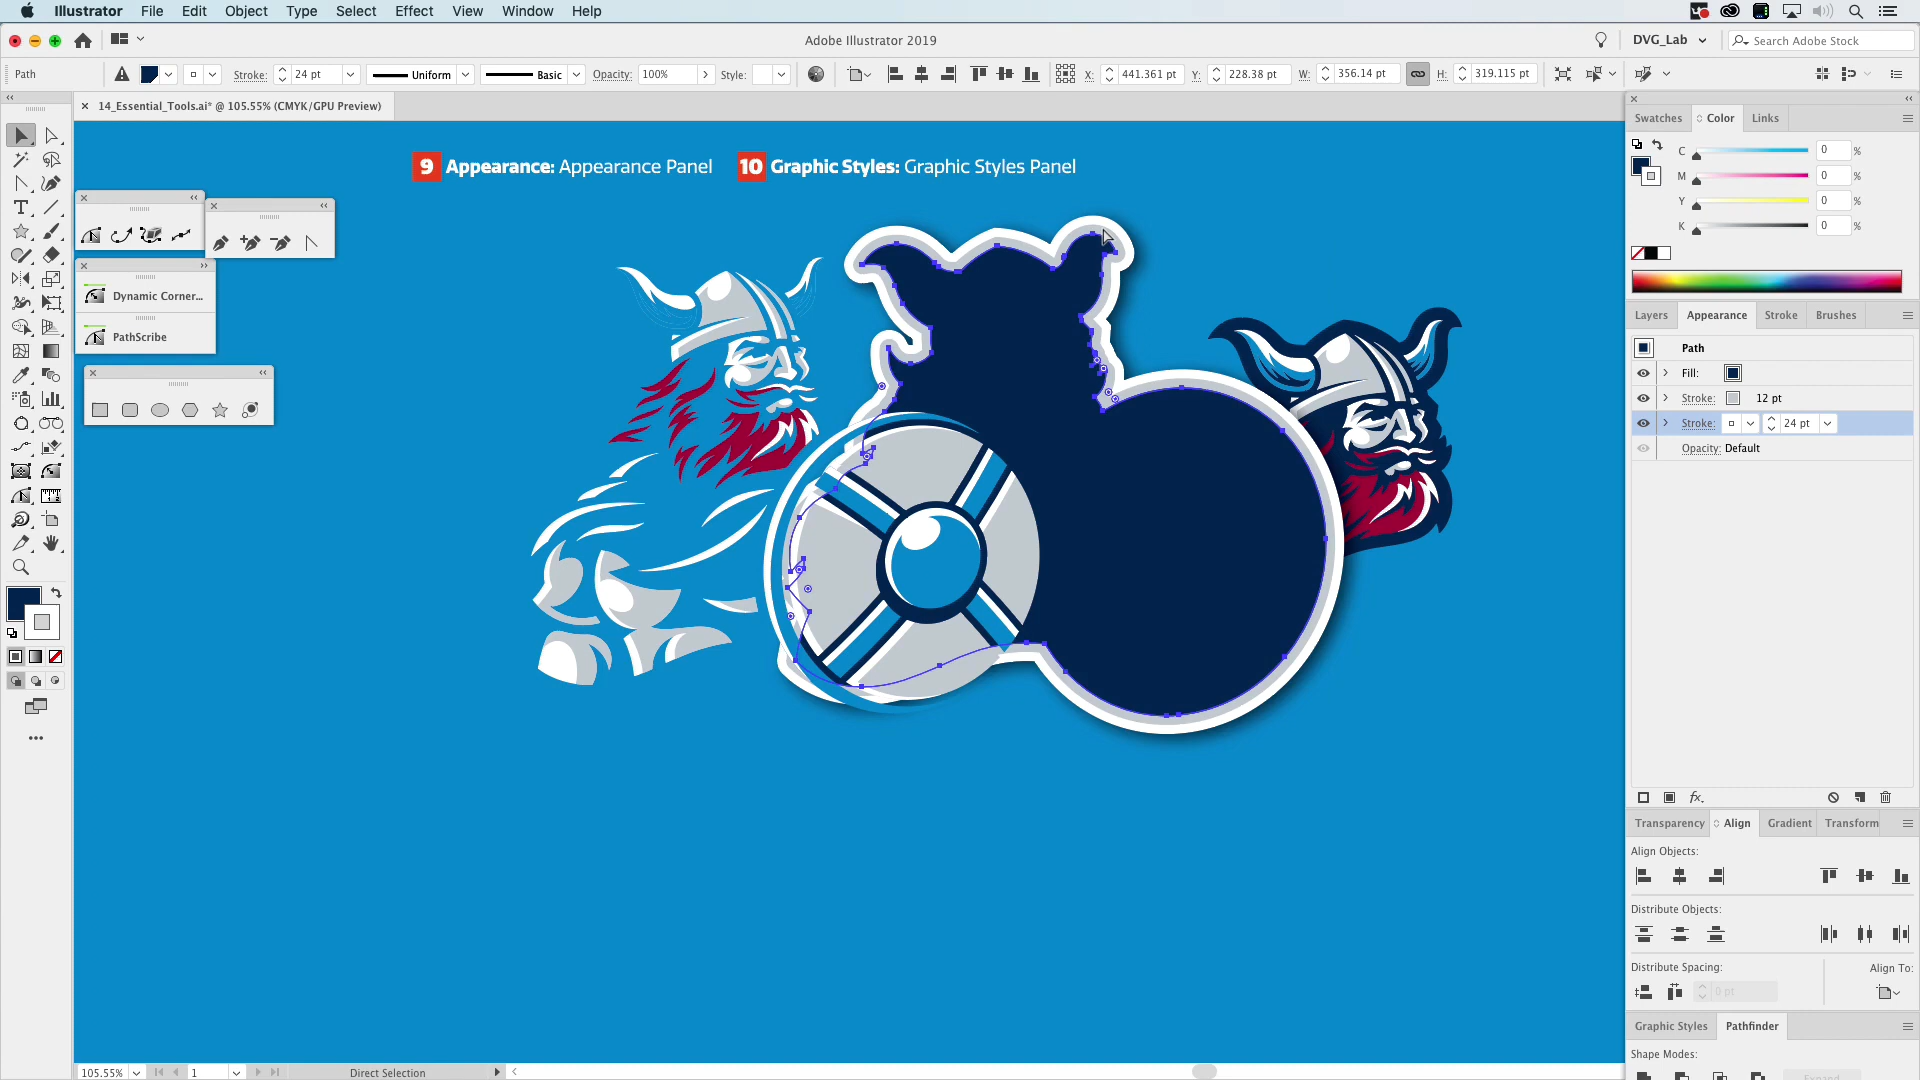 Illustrator File Edit Object Type Select Effect View Window Help
Adobe Illustrator 2019
DVG_Lab
Search Adobe Stock
Path
Stroke: 24 pt Uniform Basic Opacity: 100% Style: X: 441.361 pt Y: 228.38 pt W: 356.14 pt H: 319.115 pt
14_Essential_Tools.ai* @ 105.55% (CMYK/GPU Preview)
Swatches Color Links
C 0 %
M 0 %
Y 0 %
K 0 %
9 Appearance: Appearance Panel 10 Graphic Styles: Graphic Styles Panel
Dynamic Corner...
PathScribe
Layers Appearance Stroke Brushes
Path
Fill:
Stroke: 12 pt
Stroke: 24 pt
Opacity: Default
fx.
Transparency Align Gradient Transform
Align Objects:
Distribute Objects:
Distribute Spacing: Align To:
0 pt
Graphic Styles Pathfinder
Shape Modes:
Expand
105.55% 1 Direct Selection